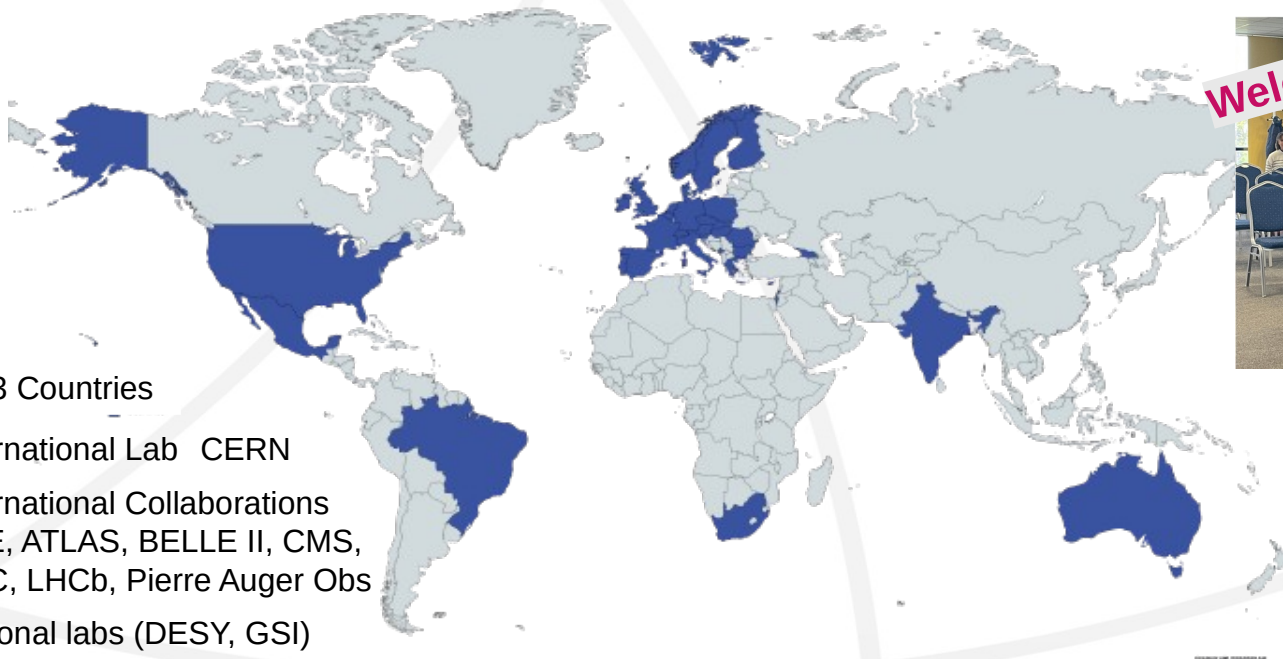 Wel
3 Countries
rnational Lab CERN
rnational Collaborations
E, ATLAS, BELLE II, CMS,
C, LHCb, Pierre Auger Obs
onal labs (DESY, GSI)